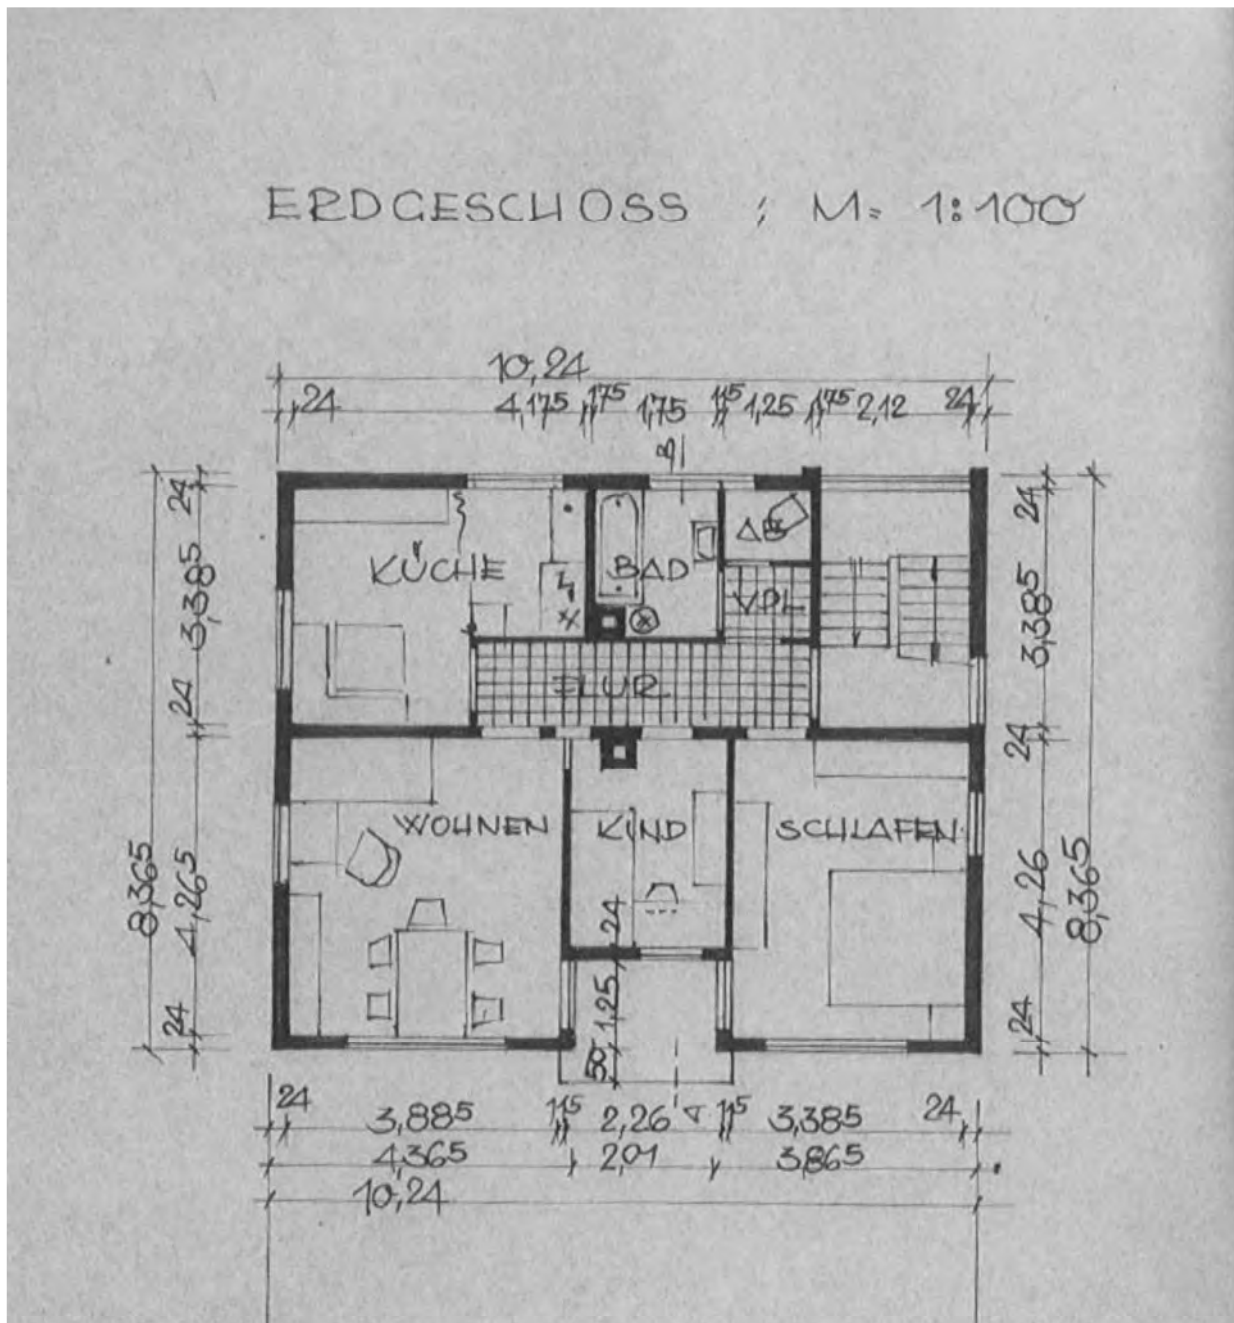 ERDGESCHOSS ; M= 1:100
10,24
24 4,175 175 1,75 115 1,25 175 2,12 24
24 3,385 24 4,265 24
8,365
24 3,385 24 4,26 24
8,365
KÜCHE BAD AB
VPL
FLUR
WOHNEN KIND SCHLAFEN
24
1,25
50
24 3,885 115 2,26 115 3,385 24
4,365 2,01 3,865
10,24